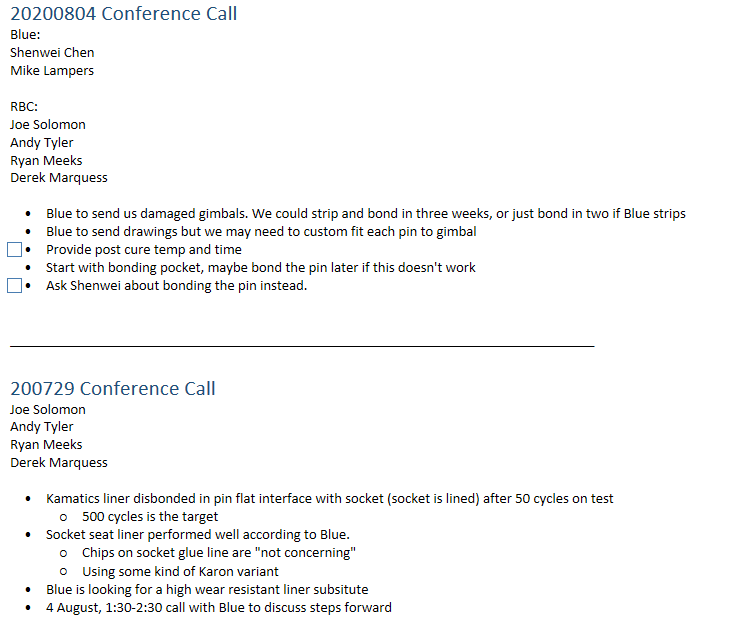 20200804 Conference Call
Blue:
Shenwei Chen
Mike Lampers
RBC:
Joe Solomon
Andy Tyler
Ryan Meeks
Derek Marquess
• Blue to send us damaged gimbals. We could strip and bond in three weeks, or just bond in two if Blue strips
• Blue to send drawings but we may need to custom fit each pin to gimbal
• Provide post cure temp and time
• Start with bonding pocket, maybe bond the pin later if this doesn't work
• Ask Shenwei about bonding the pin instead.
200729 Conference Call
Joe Solomon
Andy Tyler
Ryan Meeks
Derek Marquess
• Kamatics liner disbonded in pin flat interface with socket (socket is lined) after 50 cycles on test
o 500 cycles is the target
• Socket seat liner performed well according to Blue.
o Chips on socket glue line are "not concerning"
o Using some kind of Karon variant
• Blue is looking for a high wear resistant liner subsitute
• 4 August, 1:30-2:30 call with Blue to discuss steps forward